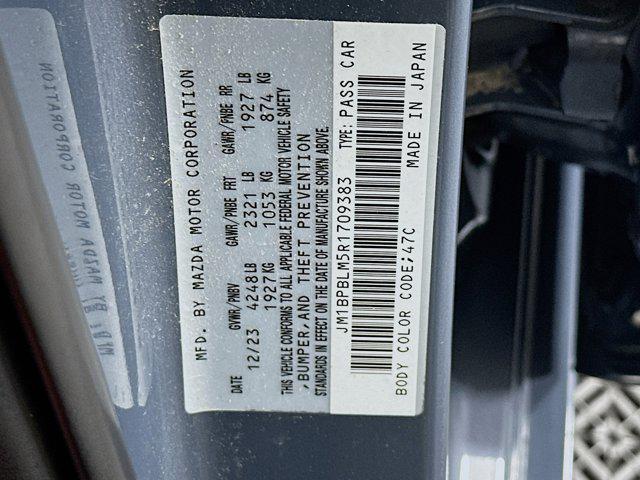 MFD. BY MAZDA MOTOR CORPORATION
DATE GVWR/PNBV GAWR/PNBE FRT GAWR/PNBE RR
12/23 4248LB 2321 LB 1927 LB
1927KG 1053 KG 874 KG
THIS VEHICLE CONFORMS TO ALL APPLICABLE FEDERAL MOTOR VEHICLE SAFETY
,BUMPER,AND THEFT PREVENTION
STANDARDS IN EFFECT ON THE DATE OF MANUFACTURE SHOWN ABOVE.
JM1BPBLM5R1709383 TYPE: PASS CAR
BODY COLOR CODE;47C MADE IN JAPAN
MAZDA MOTOR CORPORATION